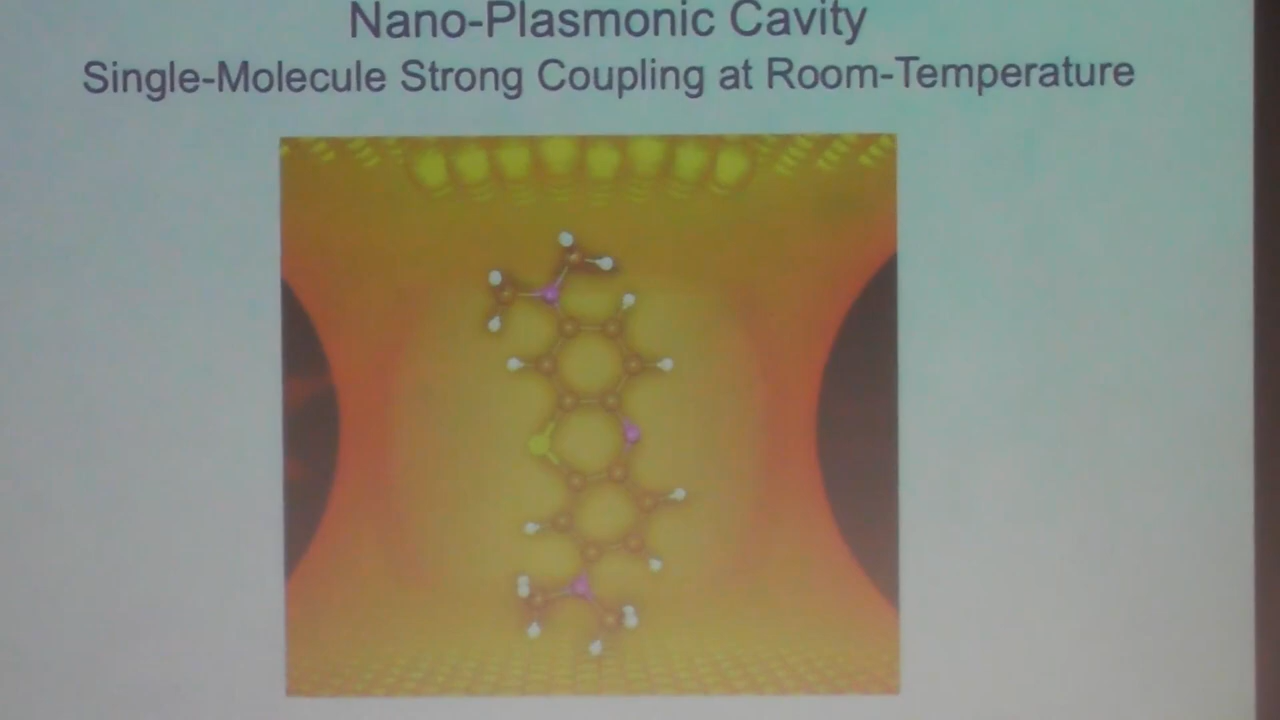 Nano-Plasmonic Cavity
Single-Molecule Strong Coupling at Room-Temperature